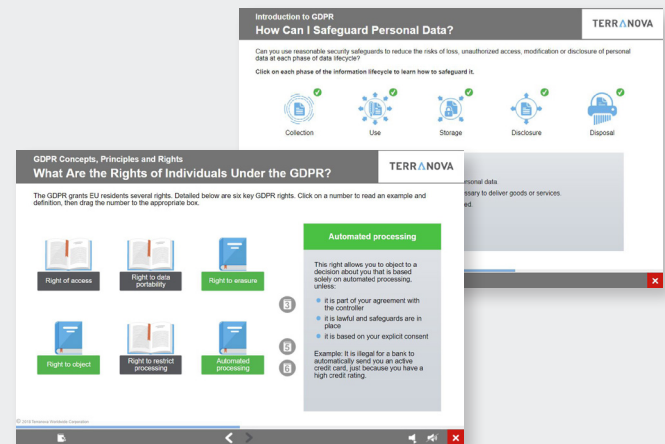 Introduction to GDPR
How Can I Safeguard Personal Data?
TERRANOVA
Can you use reasonable security safeguards to reduce the risks of loss, unauthorized access, modification or disclosure of personal
data at each phase of data lifecycle?
Click on each phase of the information lifecycle to learn how to safeguard it.
Collection
Use
Storage
Disclosure
Disposal
personal data.
essary to deliver goods or services.
ed.
GDPR Concepts, Principles and Rights
What Are the Rights of Individuals Under the GDPR?
TERRANOVA
The GDPR grants EU residents several rights. Detailed below are six key GDPR rights. Click on a number to read an example and
definition, then drag the number to the appropriate box.
Right of access
Right to data
portability
Right to erasure
Right to object
Right to restrict
processing
Automated
processing
3
5
6
Automated processing
This right allows you to object to a
decision about you that is based
solely on automated processing,
unless:
it is part of your agreement with
the controller
it is lawful and safeguards are in
place
it is based on your explicit consent
Example: It is illegal for a bank to
automatically send you an active
credit card, just because you have a
high credit rating.
© 2018 Terranova Worldwide Corporation